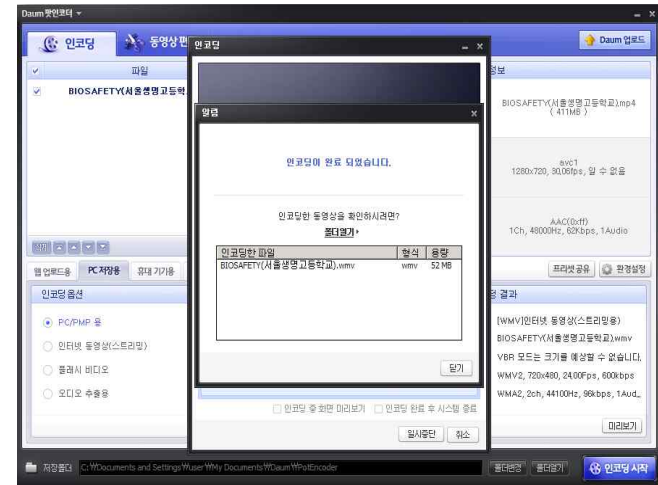 Daum 팟인코더
인코딩
동영상 편
Daum 업로드
파일
정보
BIOSAFETY(서울생명고등학
BIOSAFETY(서울생명고등학교).mp4
( 411MB )
avc1
1280x720, 30.06fps, 알 수 없음
AAC(0xff)
1Ch, 48000Hz, 62Kbps, 1Audio
웹 업로드용
PC 저장용
휴대 기기용
프리셋 공유
환경설정
인코딩 옵션
PC/PMP 용
인터넷 동영상(스트리밍)
플래시 비디오
오디오 추출용
딩 결과
[WMV]인터넷 동영상(스트리밍용)
BIOSAFETY(서울생명고등학교).wmv
VBR 모드는 크기를 예상할 수 없습니다.
WMV2, 720x480, 24.00Fps, 600kbps
WMA2, 2ch, 44100Hz, 96kbps, 1Aud..
미리보기
인코딩
알림
인코딩이 완료 되었습니다.
인코딩한 동영상을 확인하시려면?
폴더열기
인코딩한 파일 형식 용량
BIOSAFETY(서울생명고등학교).wmv wmv 52 MB
닫기
인코딩 중 화면 미리보기
인코딩 완료 후 시스템 종료
일시중단
취소
저장폴더
C:₩Documents and Settings₩user₩My Documents₩Daum₩PotEncoder
폴더변경
폴더열기
인코딩 시작